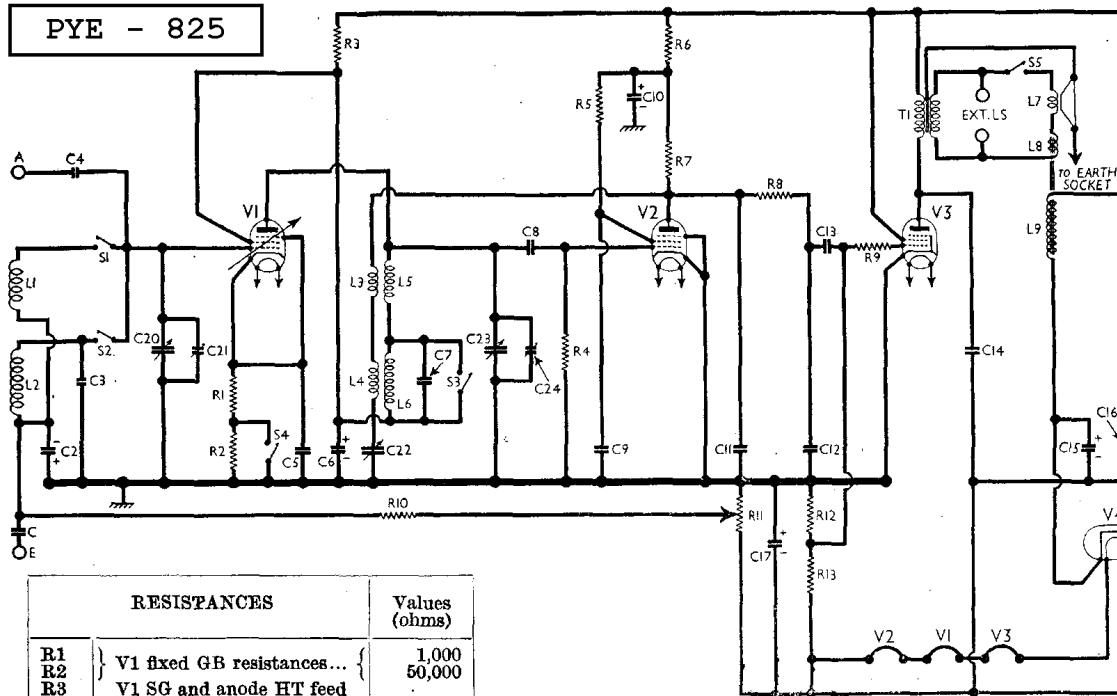 PYE - 825
R3
R6
C10
R5
R7
S5
L7
T1
EXT. LS
L8
TO EARTH
SOCKET
A
C4
V1
V2
R8
V3
C8
C13
R9
L9
S1
L1
L3
L5
C20
C21
C23
C7
C24
R4
C14
S2
L2
C3
L4
L6
S3
R1
R2
S4
C2
C5
C6
C22
C9
C11
C12
C15
C16
R10
R11
R12
C
E
C17
R13
V4
V2
V1
V3
RESISTANCES
Values
(ohms)
R1
R2
V1 fixed GB resistances...
1,000
50,000
R3
V1 SG and anode HT feed